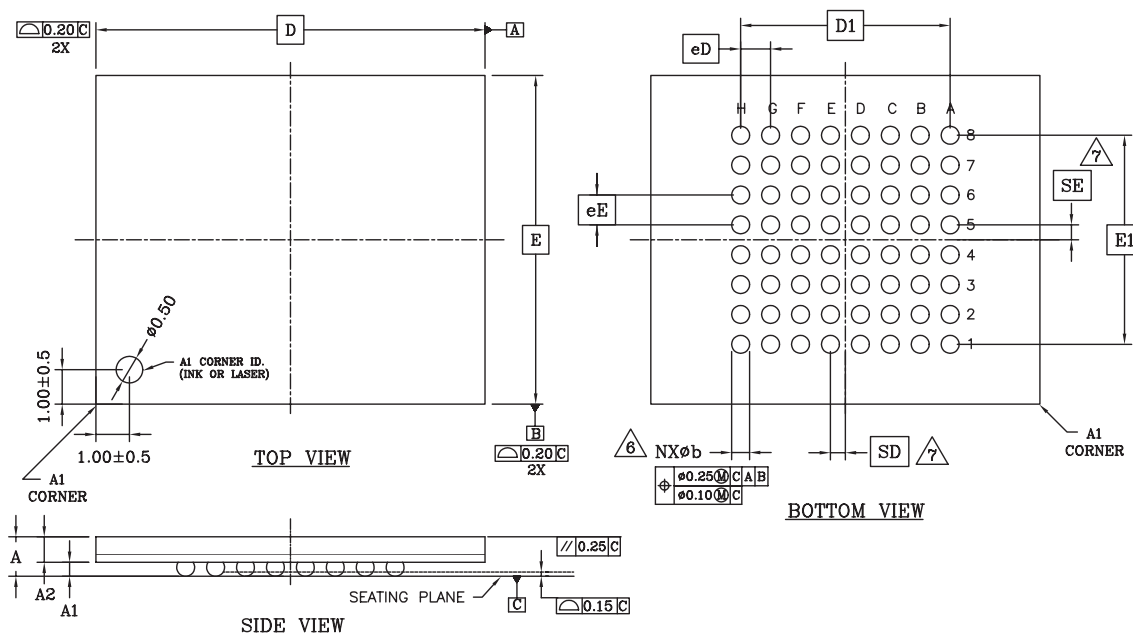 ⌓ 0.20 C
2X
D
A
E
ø0.50
A1 CORNER ID.
(INK OR LASER)
1.00±0.5
1.00±0.5
A1
CORNER
TOP VIEW
B
⌓ 0.20 C
2X
D1
eD
H G F E D C B A
8
7
6
5
4
3
2
1
7
SE
eE
E1
6
NXøb
⌖ ø0.25Ⓜ C A B
ø0.10Ⓜ C
SD
7
A1
CORNER
BOTTOM VIEW
A
A2
A1
// 0.25 C
SEATING PLANE
C
⌓ 0.15 C
SIDE VIEW